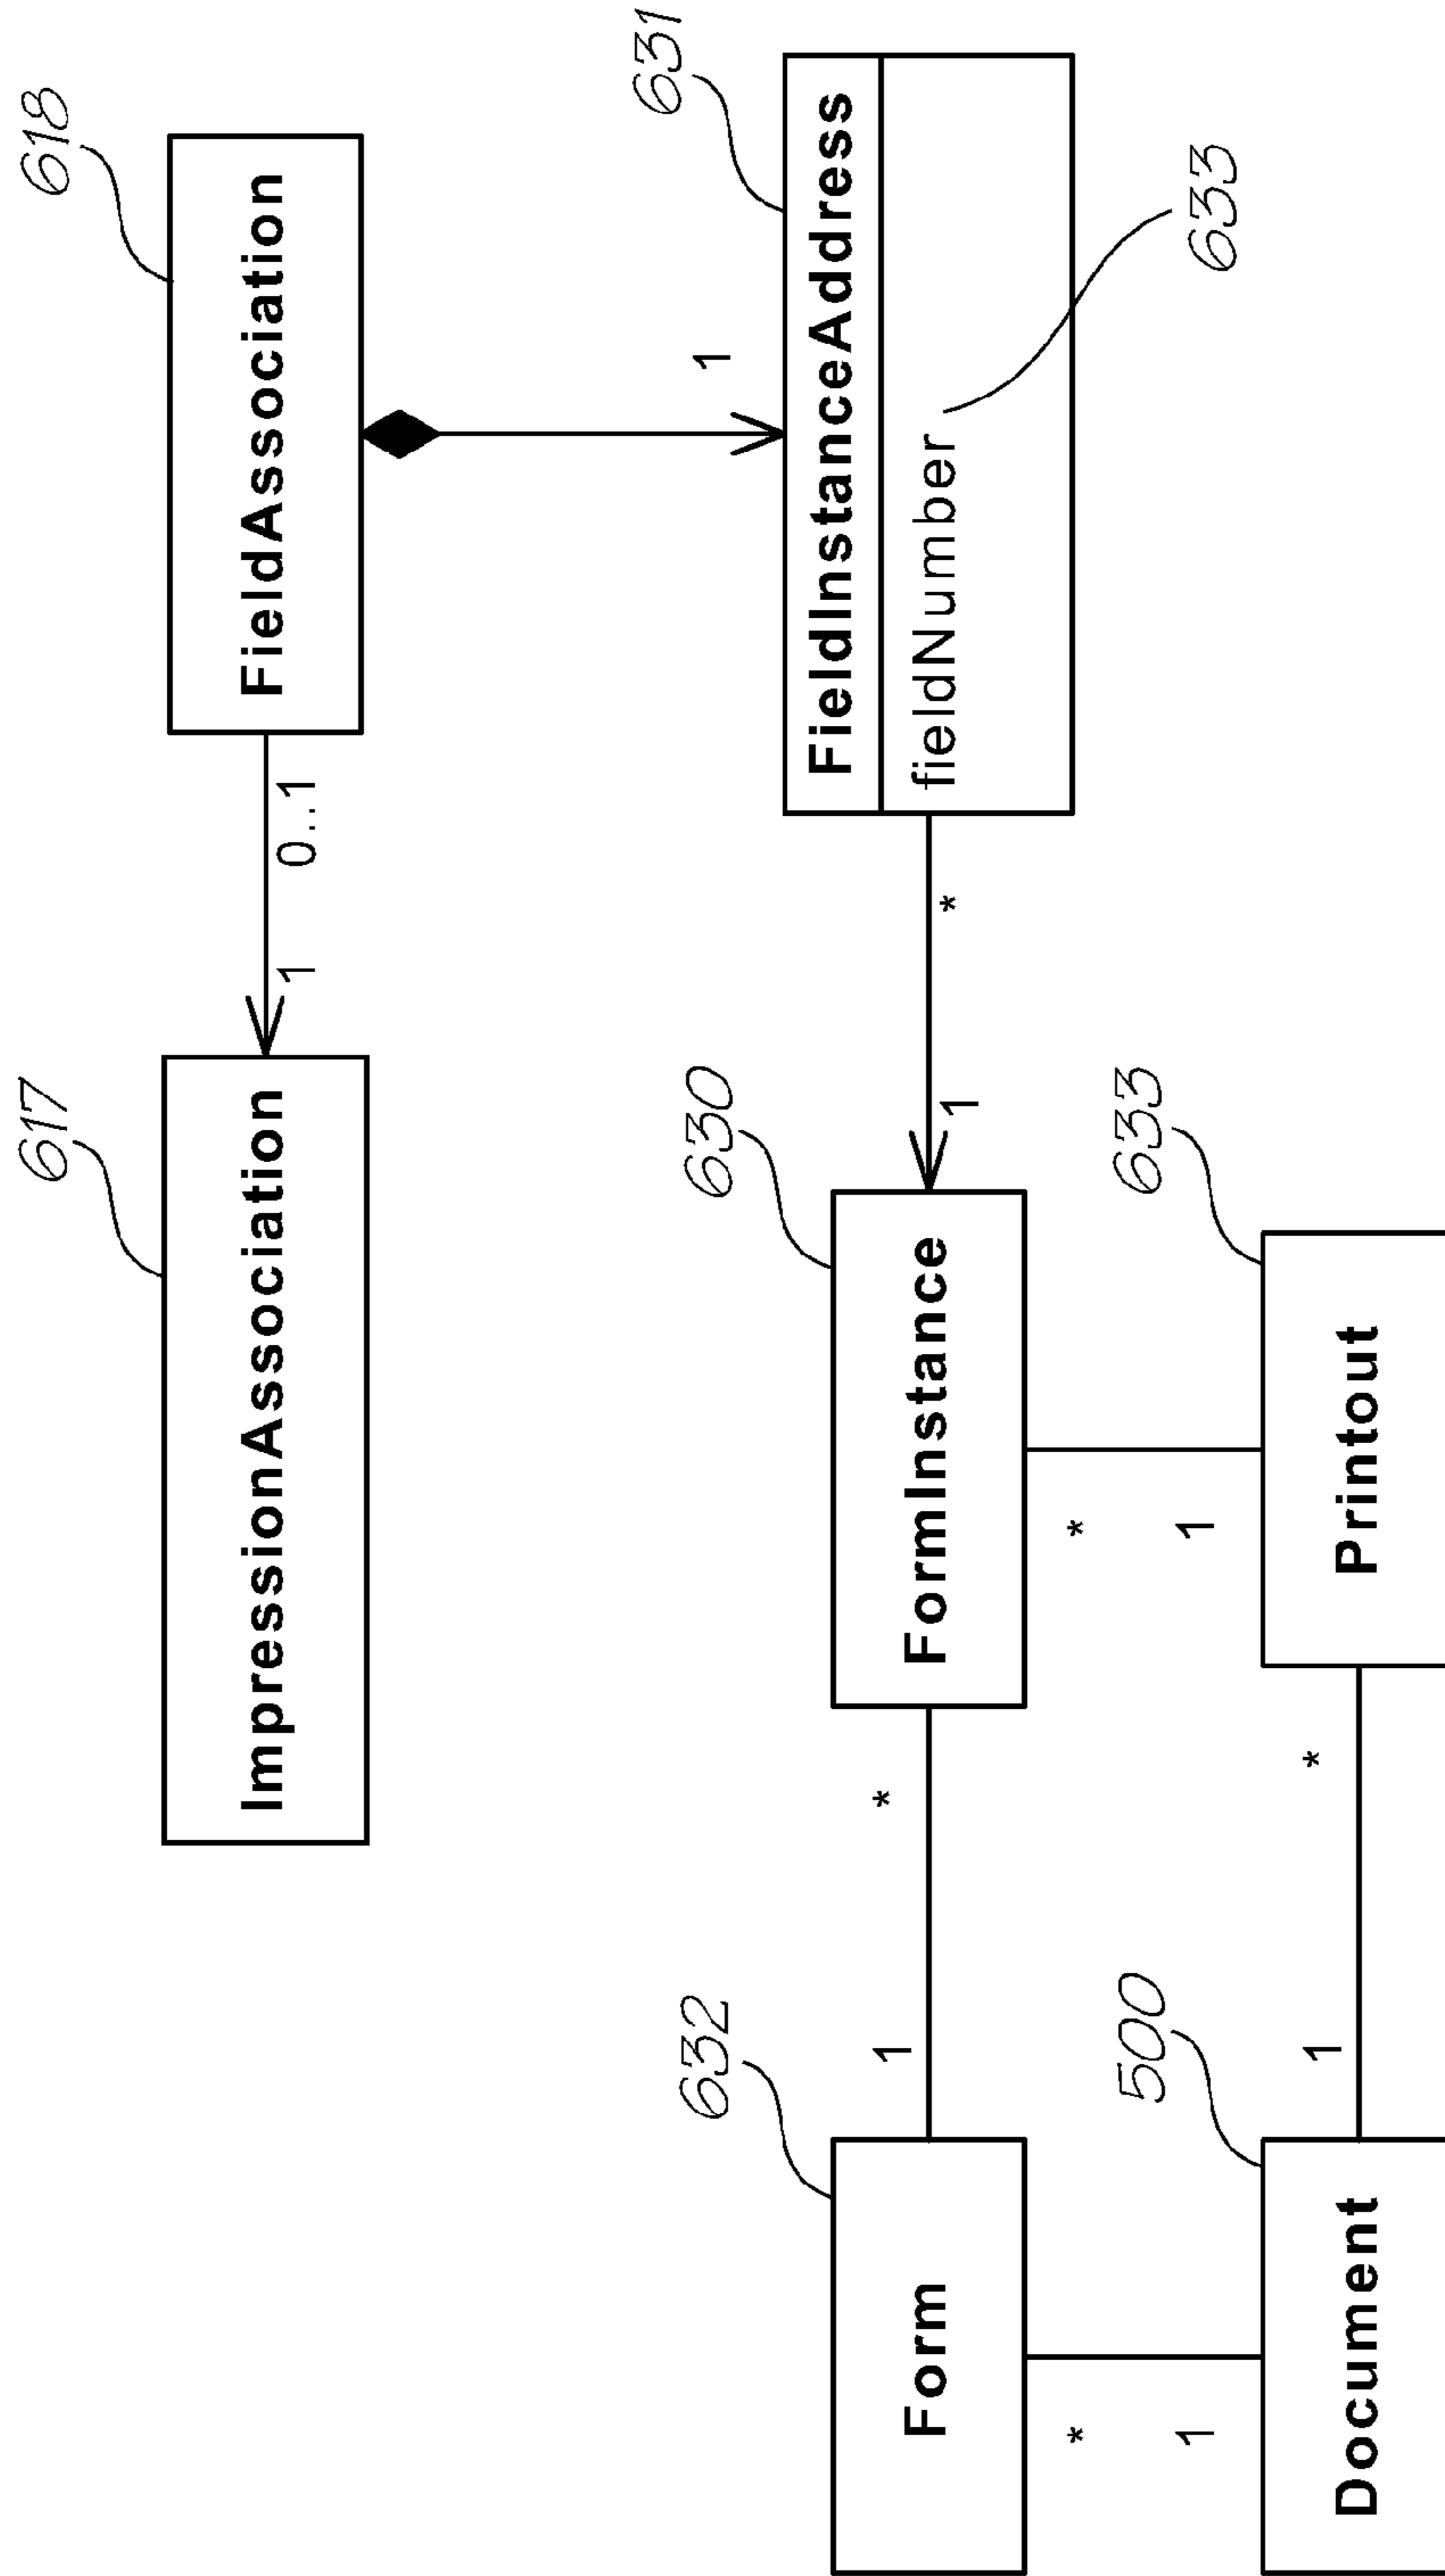 617
618
ImpressionAssociation
FieldAssociation
1
0..1
1
632
630
631
Form
1
*
FormInstance
1
*
FieldInstanceAddress
fieldNumber
*
1
*
1
500
633
633
Document
1
*
Printout